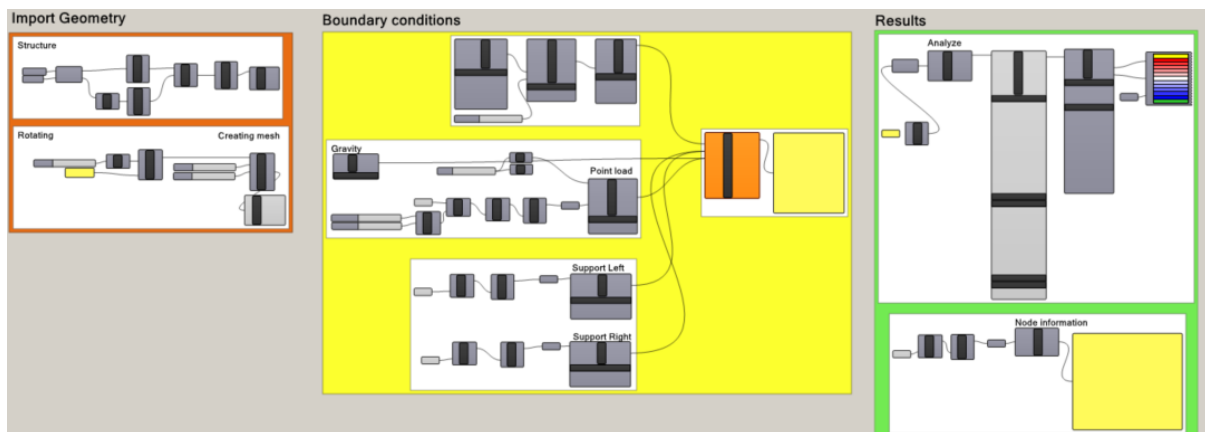 Import Geometry
Structure
Rotating
Creating mesh
Boundary conditions
Gravity
Point load
Support Left
Support Right
Results
Analyze
Node information